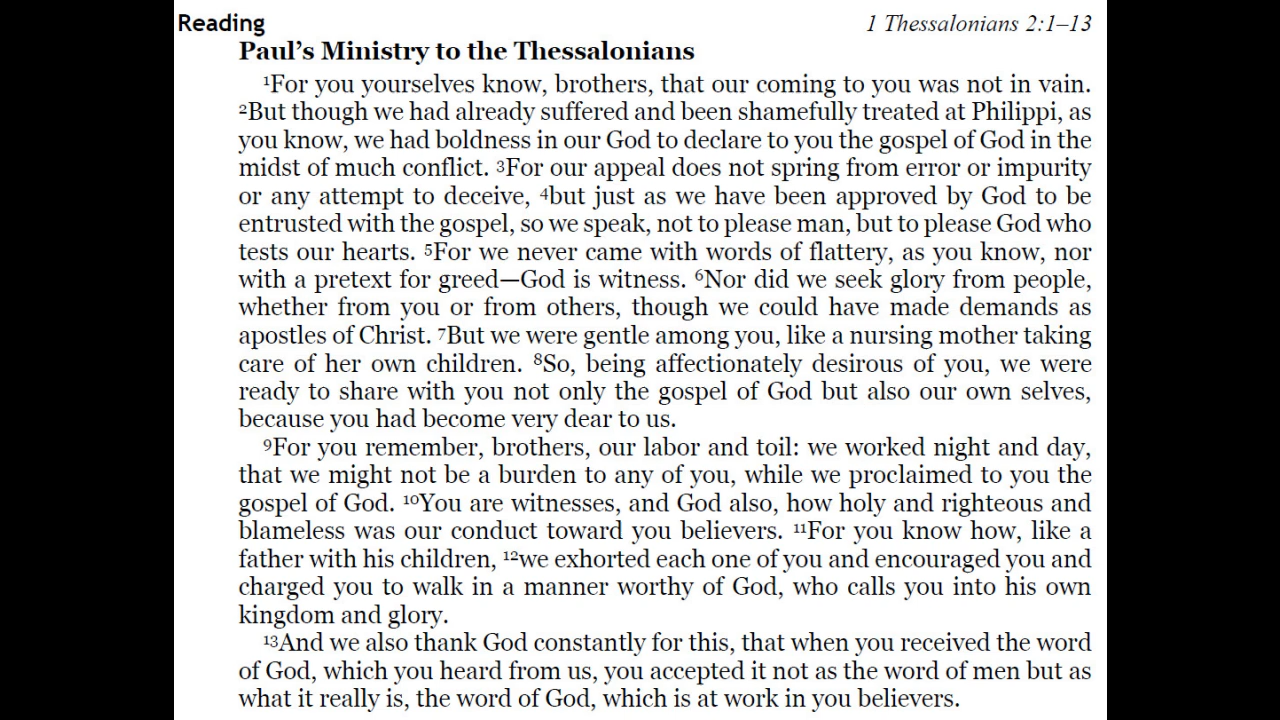 Reading 1 Thessalonians 2:1–13
Paul’s Ministry to the Thessalonians
¹For you yourselves know, brothers, that our coming to you was not in vain.
²But though we had already suffered and been shamefully treated at Philippi, as
you know, we had boldness in our God to declare to you the gospel of God in the
midst of much conflict. ³For our appeal does not spring from error or impurity
or any attempt to deceive, ⁴but just as we have been approved by God to be
entrusted with the gospel, so we speak, not to please man, but to please God who
tests our hearts. ⁵For we never came with words of flattery, as you know, nor
with a pretext for greed—God is witness. ⁶Nor did we seek glory from people,
whether from you or from others, though we could have made demands as
apostles of Christ. ⁷But we were gentle among you, like a nursing mother taking
care of her own children. ⁸So, being affectionately desirous of you, we were
ready to share with you not only the gospel of God but also our own selves,
because you had become very dear to us.
⁹For you remember, brothers, our labor and toil: we worked night and day,
that we might not be a burden to any of you, while we proclaimed to you the
gospel of God. ¹⁰You are witnesses, and God also, how holy and righteous and
blameless was our conduct toward you believers. ¹¹For you know how, like a
father with his children, ¹²we exhorted each one of you and encouraged you and
charged you to walk in a manner worthy of God, who calls you into his own
kingdom and glory.
¹³And we also thank God constantly for this, that when you received the word
of God, which you heard from us, you accepted it not as the word of men but as
what it really is, the word of God, which is at work in you believers.